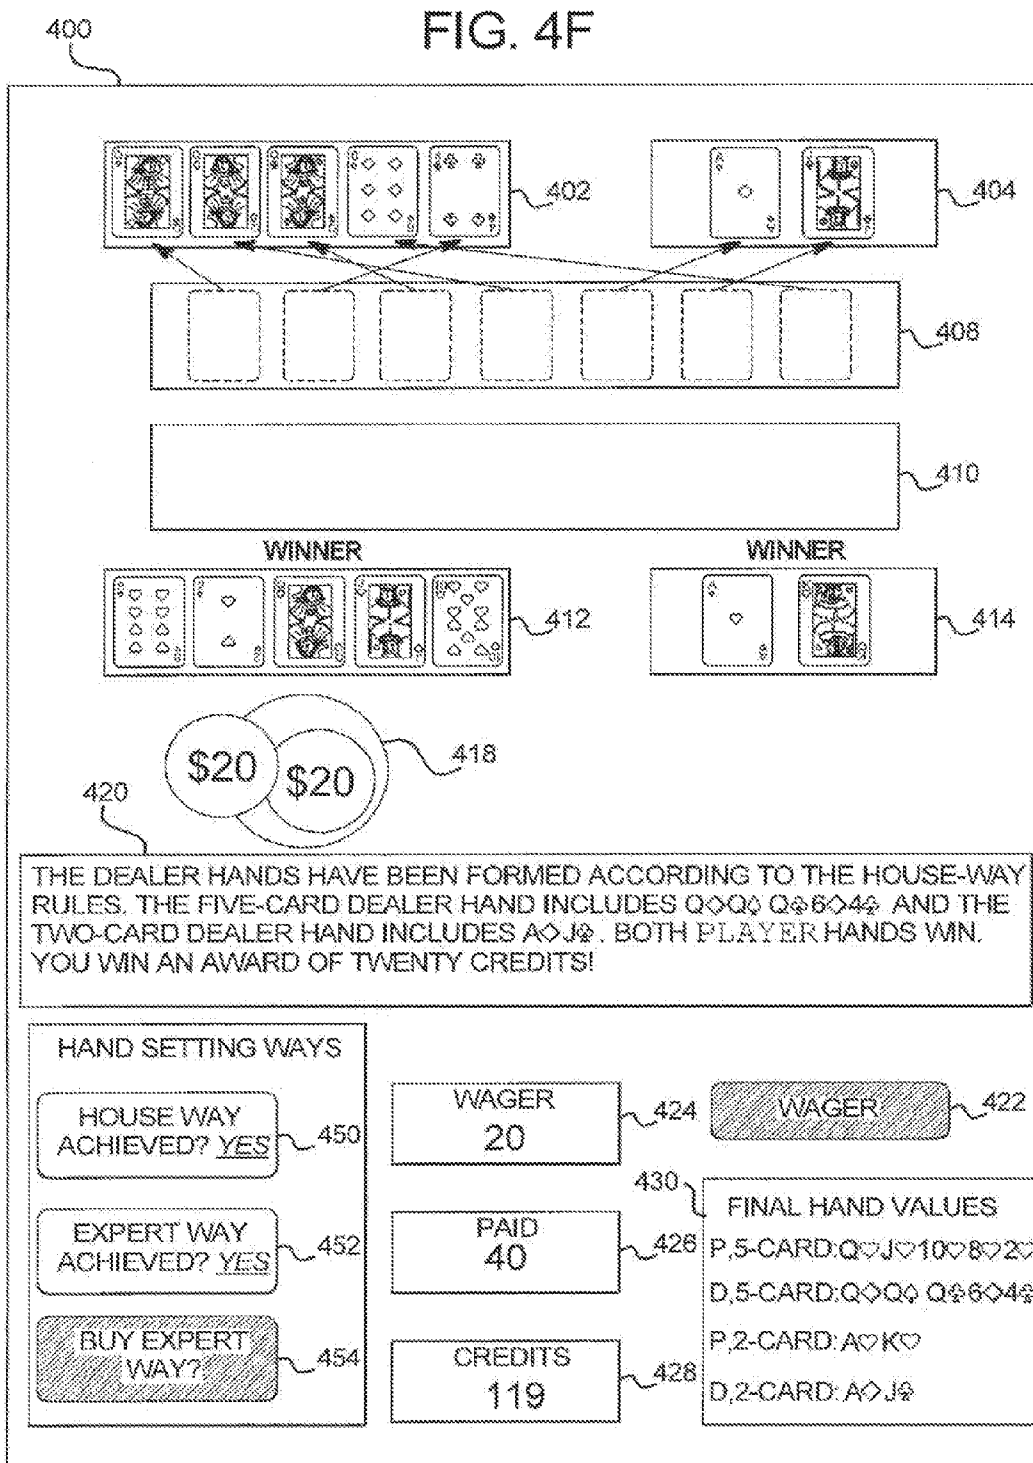 FIG. 4F
400
402
404
408
410
WINNER
WINNER
412
414
$20
$20
418
420
THE DEALER HANDS HAVE BEEN FORMED ACCORDING TO THE HOUSE-WAY
RULES. THE FIVE-CARD DEALER HAND INCLUDES Q♢Q♤ Q♧6♢4♧ AND THE
TWO-CARD DEALER HAND INCLUDES A♢J♧. BOTH PLAYER HANDS WIN.
YOU WIN AN AWARD OF TWENTY CREDITS!
HAND SETTING WAYS
HOUSE WAY
ACHIEVED? YES
450
EXPERT WAY
ACHIEVED? YES
452
BUY EXPERT
WAY?
454
WAGER
20
424
PAID
40
426
CREDITS
119
428
WAGER
422
430
FINAL HAND VALUES
P,5-CARD:Q♡J♡10♡8♡2♡
D,5-CARD:Q♢Q♤ Q♧6♢4♧
P,2-CARD:A♡K♡
D,2-CARD:A♢J♧